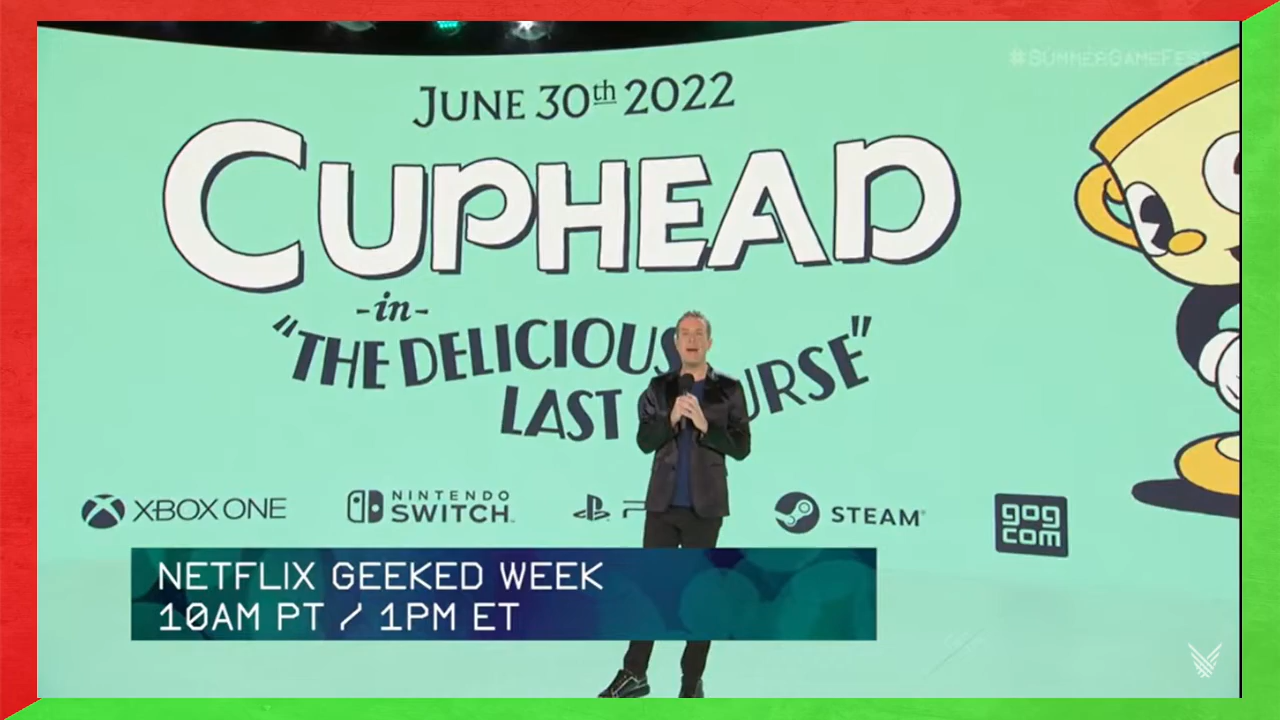 #SUMMERGAMEFEST
JUNE 30th 2022
CUPHEAD
-in-
"THE DELICIOUS
LAST URSE"
XBOX ONE
NINTENDO
SWITCH™
STEAM®
gog
com
NETFLIX GEEKED WEEK
10AM PT / 1PM ET